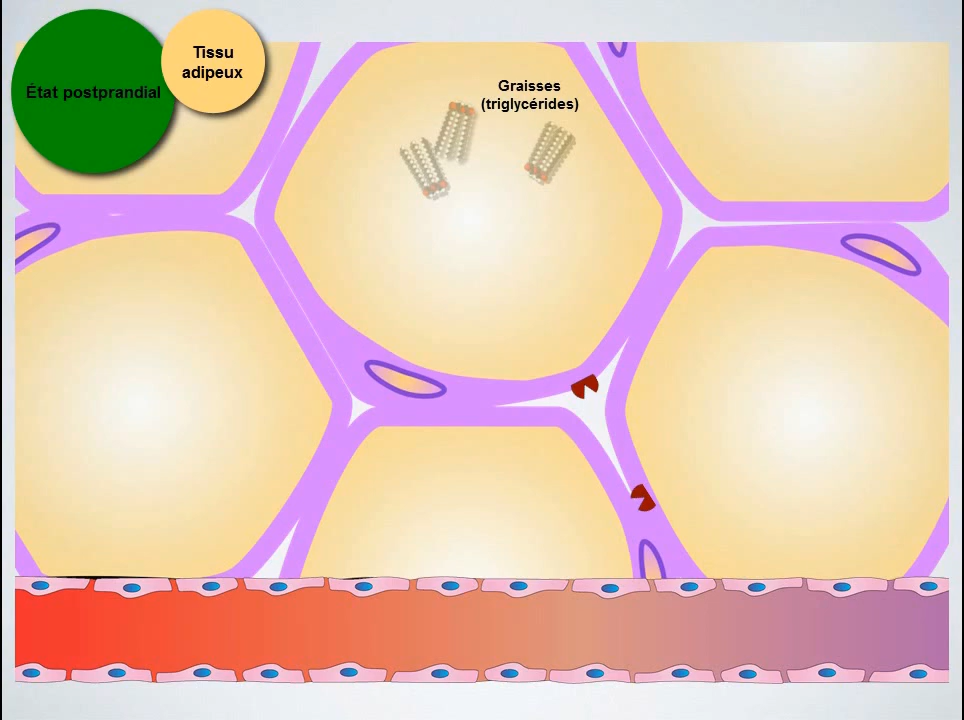 État postprandial
Tissu
adipeux
Graisses
(triglycérides)